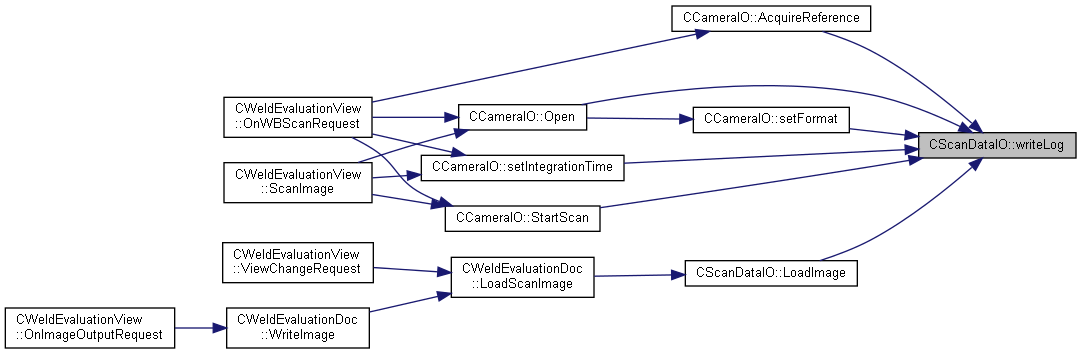 CCameraIO::AcquireReference
CWeldEvaluationView
::OnWBScanRequest
CCameraIO::Open
CCameraIO::setFormat
CScanDataIO::writeLog
CWeldEvaluationView
::ScanImage
CCameraIO::setIntegrationTime
CCameraIO::StartScan
CWeldEvaluationView
::ViewChangeRequest
CWeldEvaluationDoc
::LoadScanImage
CScanDataIO::LoadImage
CWeldEvaluationView
::OnImageOutputRequest
CWeldEvaluationDoc
::WriteImage